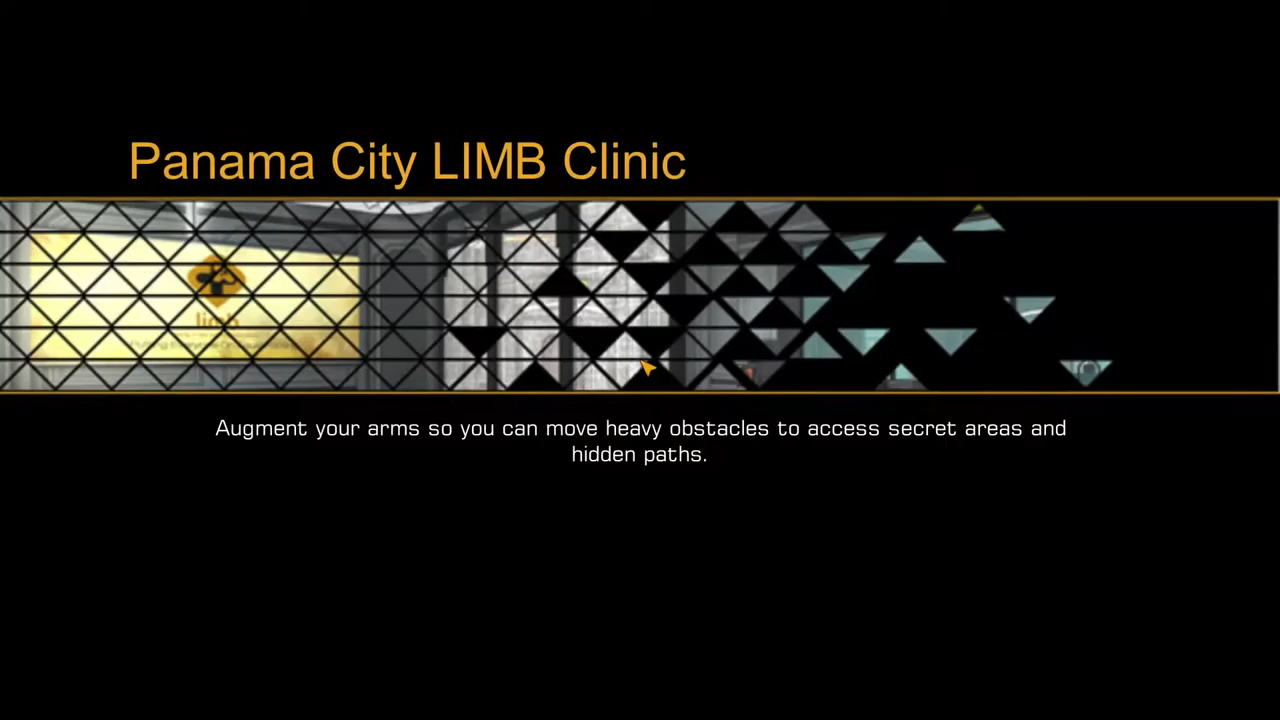 Panama City LIMB Clinic
limb
Augment your arms so you can move heavy obstacles to access secret areas and
hidden paths.